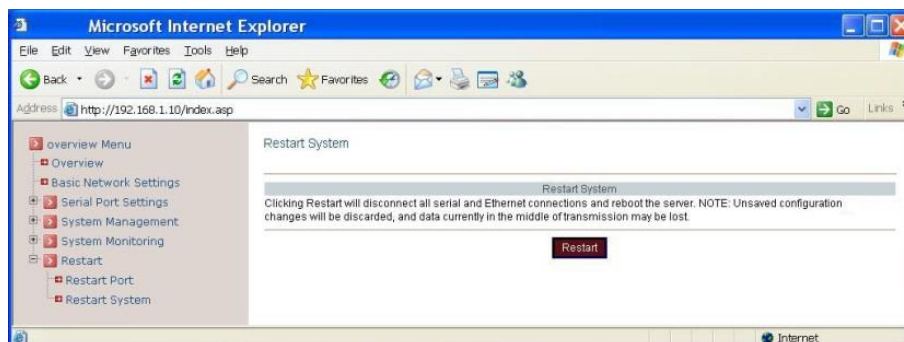 Microsoft Internet Explorer
File Edit View Favorites Tools Help
Back Search Favorites
Address http://192.168.1.10/index.asp Go Links
overview Menu
Overview
Basic Network Settings
Serial Port Settings
System Management
System Monitoring
Restart
Restart Port
Restart System
Restart System
Restart System
Clicking Restart will disconnect all serial and Ethernet connections and reboot the server. NOTE: Unsaved configuration
changes will be discarded, and data currently in the middle of transmission may be lost.
Restart
Internet